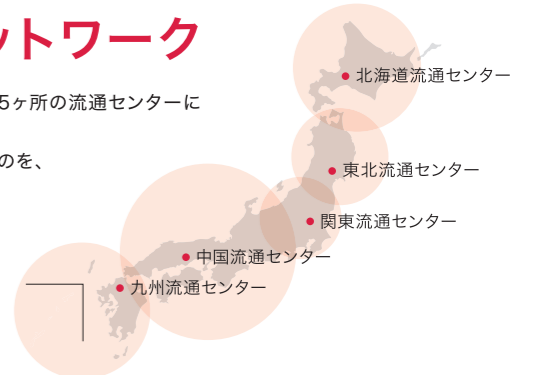 ットワーク
5ヶ所の流通センターに
のを、
北海道流通センター
東北流通センター
関東流通センター
中国流通センター
九州流通センター